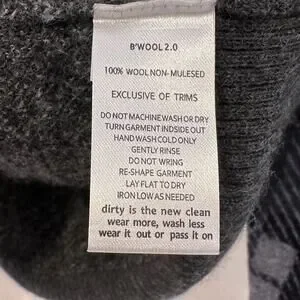 B'WOOL 2.0
100% WOOL NON- MULESED
EXCLUSIVE OF TRIMS
DO NOT MACHINE WASH OR DRY
TURN GARMENT INDSIDE OUT
HAND WASH COLD ONLY
GENTLY RINSE
DO NOT WRING
RE-SHAPE GARMENT
LAY FLAT TO DRY
IRON LOW AS NEEDED
dirty is the new clean
wear more, wash less
wear it out or pass it on